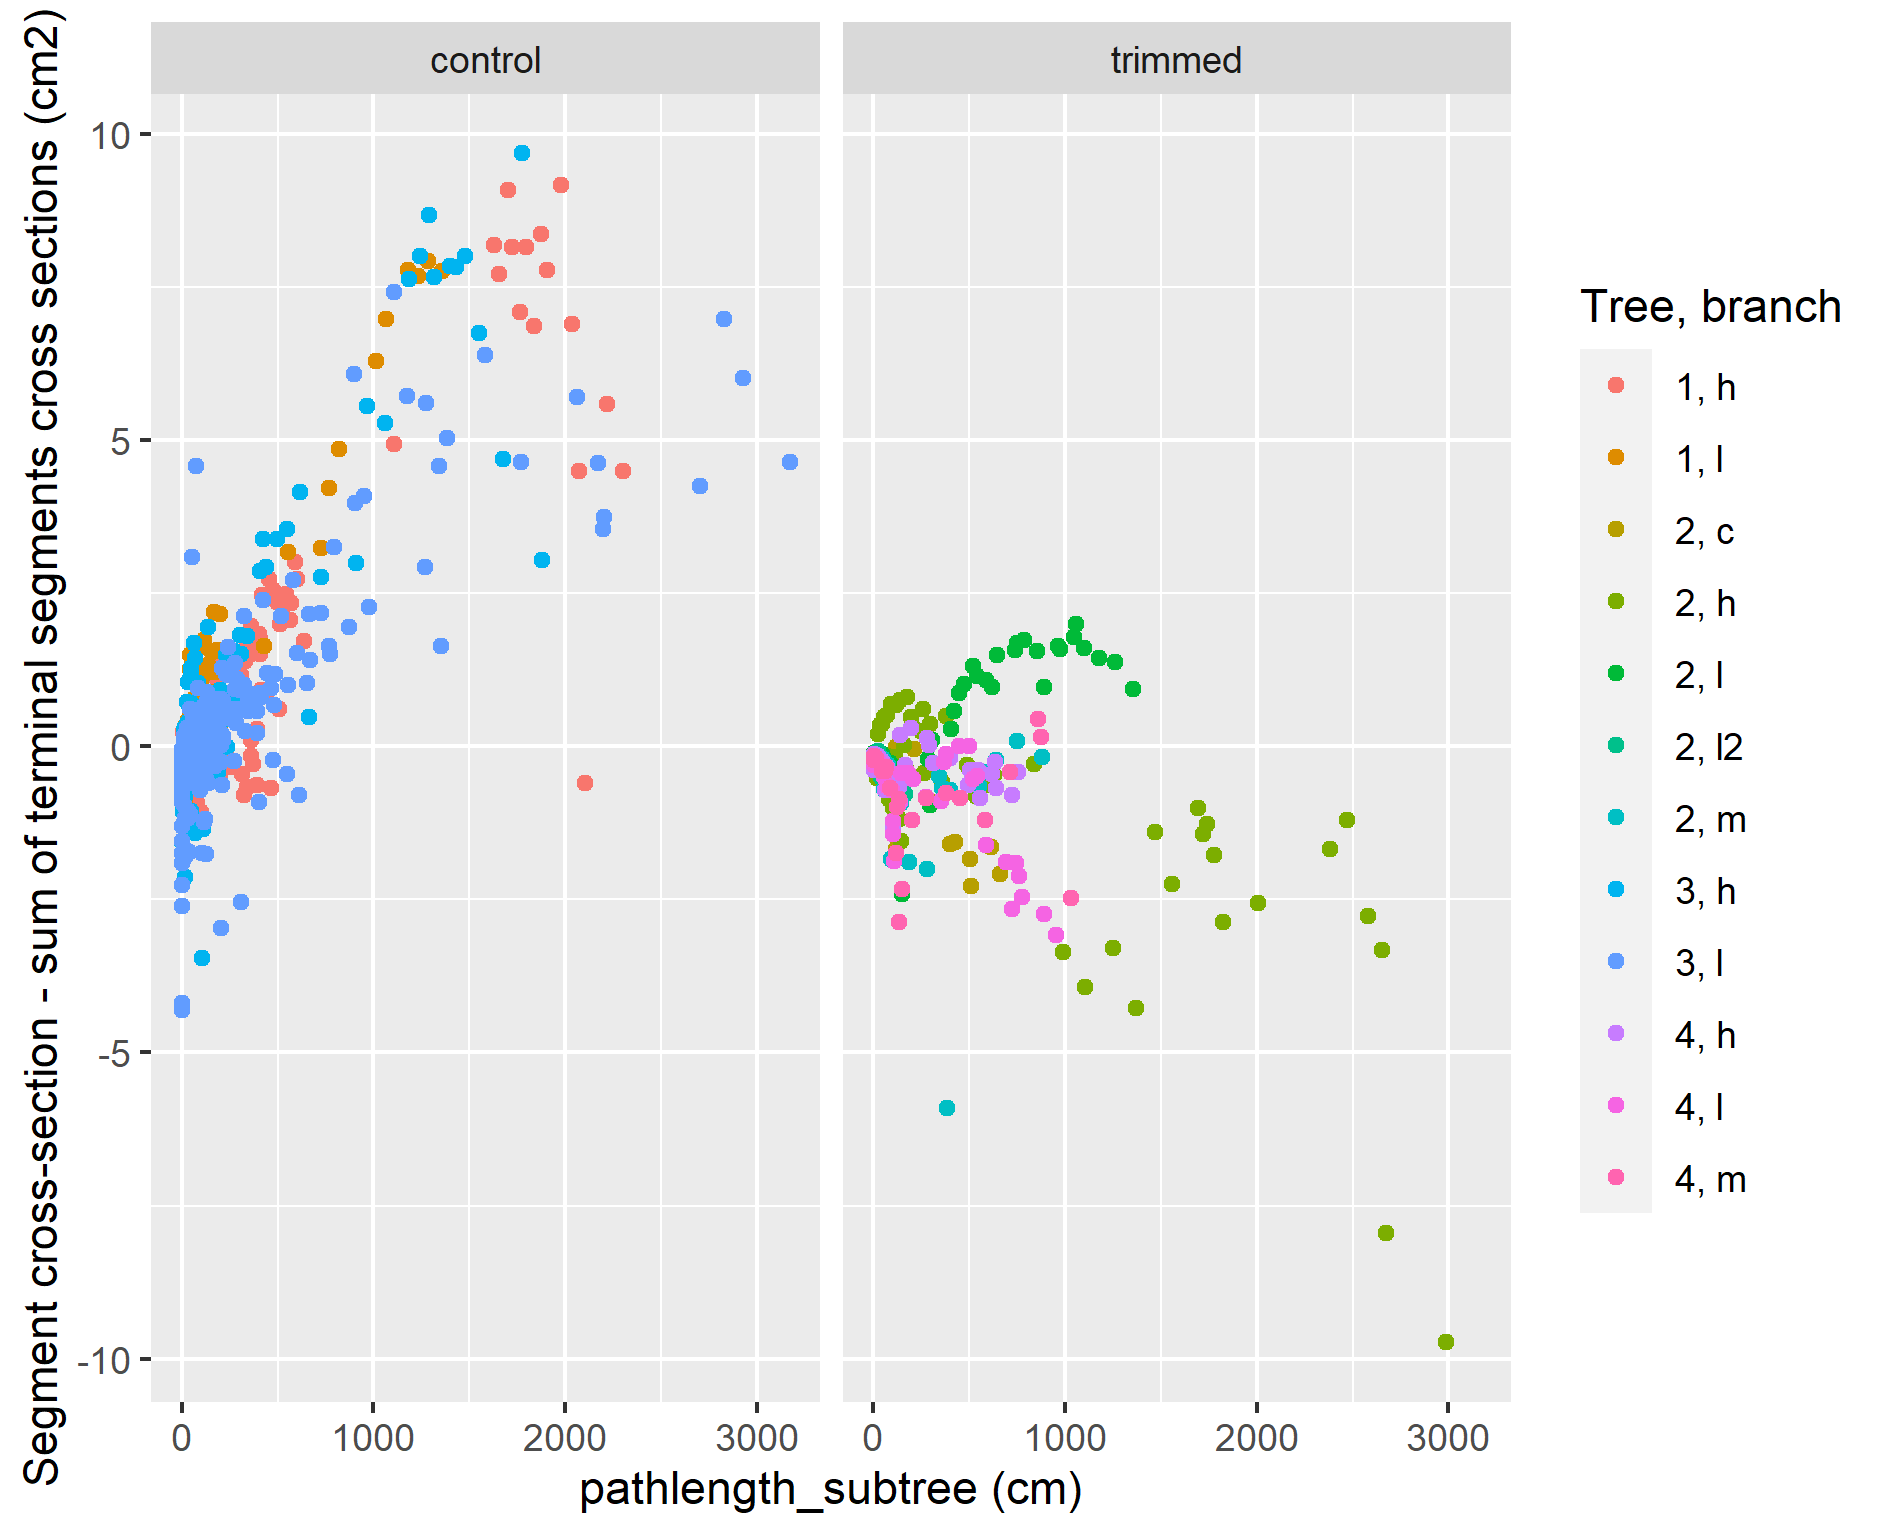 control
trimmed
Segment cross-section - sum of terminal segments cross sections (cm2)
10
5
0
-5
-10
0
1000
2000
3000
0
1000
2000
3000
pathlength_subtree (cm)
Tree, branch
1, h
1, l
2, c
2, h
2, l
2, l2
2, m
3, h
3, l
4, h
4, l
4, m